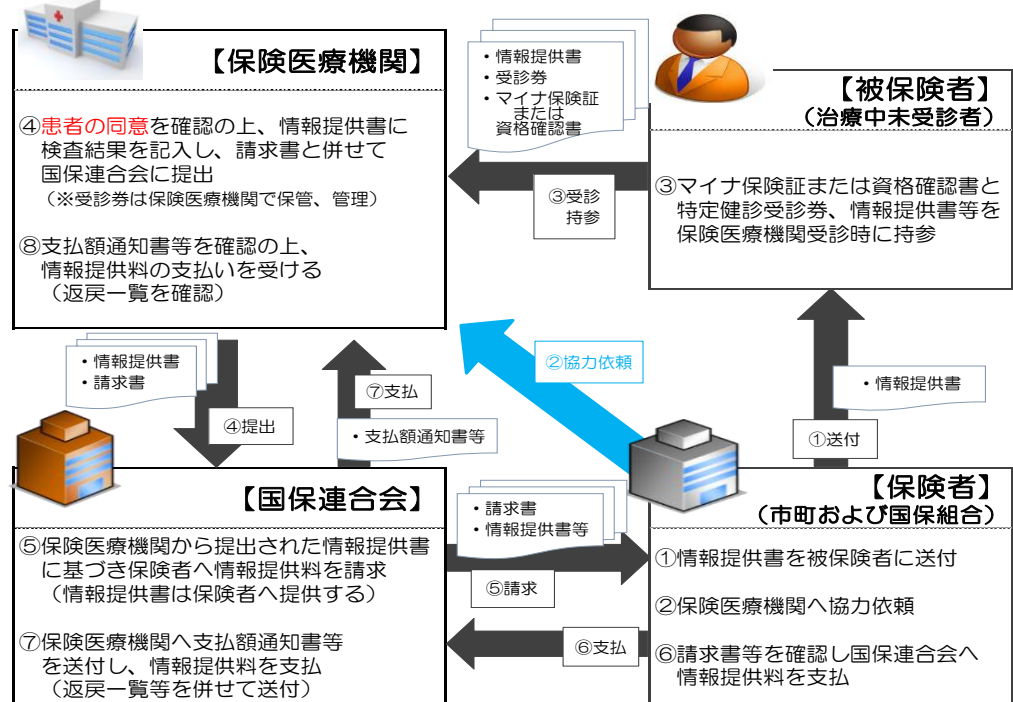 【保険医療機関】
④患者の同意を確認の上、情報提供書に
検査結果を記入し、請求書と併せて
国保連合会に提出
（※受診券は保険医療機関で保管、管理）
⑧支払額通知書等を確認の上、
情報提供料の支払いを受ける
（返戻一覧を確認）
・情報提供書
・受診券
・マイナ保険証
または
資格確認書
③受診
持参
【被保険者】
（治療中未受診者）
③マイナ保険証または資格確認書と
特定健診受診券、情報提供書等を
保険医療機関受診時に持参
・情報提供書
・請求書
④提出
⑦支払
・支払額通知書等
②協力依頼
・情報提供書
①送付
【国保連合会】
⑤保険医療機関から提出された情報提供書
に基づき保険者へ情報提供料を請求
（情報提供書は保険者へ提供する）
⑦保険医療機関へ支払額通知書等
を送付し、情報提供料を支払
（返戻一覧等を併せて送付）
・請求書
・情報提供書等
⑤請求
⑥支払
【保険者】
（市町および国保組合）
①情報提供書を被保険者に送付
②保険医療機関へ協力依頼
⑥請求書等を確認し国保連合会へ
情報提供料を支払